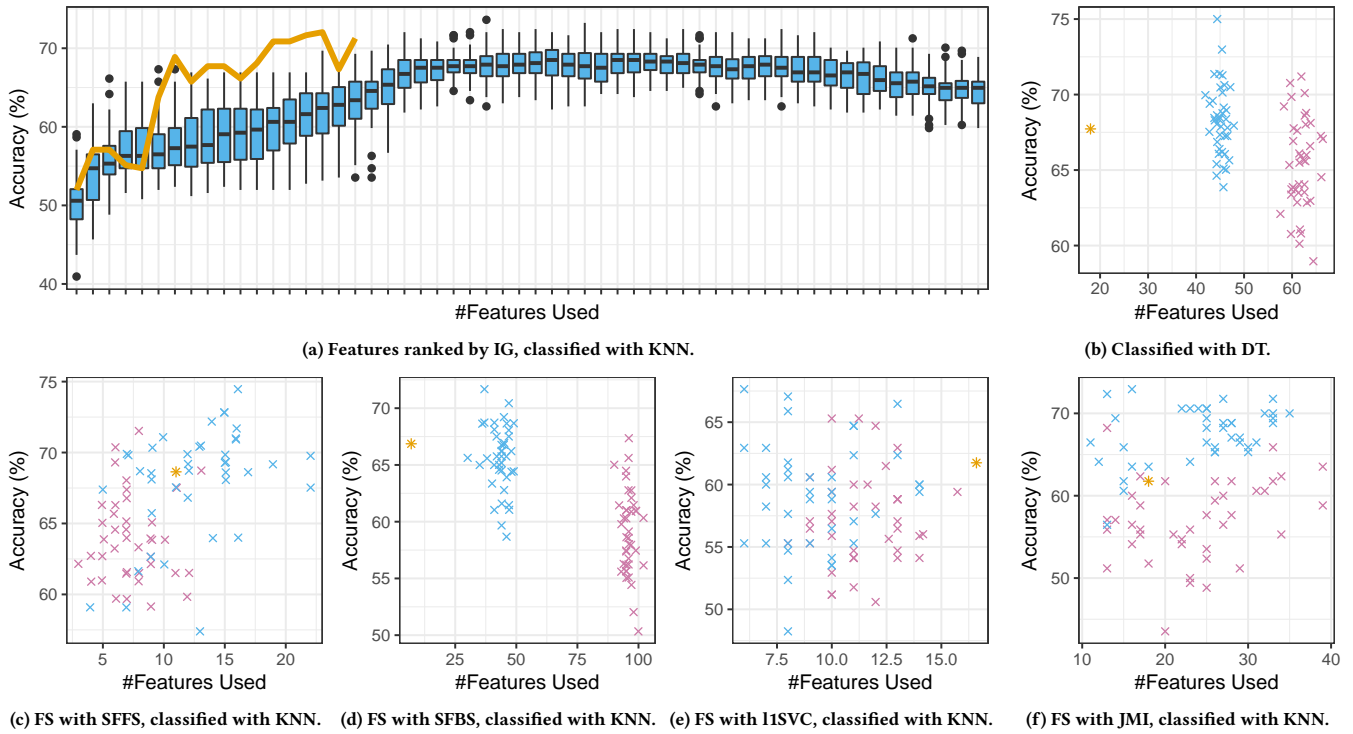 70
60
50
40
Accuracy (%)
#Features Used
(a) Features ranked by IG, classified with KNN.
75
70
65
60
Accuracy (%)
20 30 40 50 60
#Features Used
(b) Classified with DT.
75
70
65
60
Accuracy (%)
5 10 15 20
#Features Used
(c) FS with SFFS, classified with KNN.
70
65
60
55
50
Accuracy (%)
25 50 75 100
#Features Used
(d) FS with SFBS, classified with KNN.
65
60
55
50
Accuracy (%)
7.5 10.0 12.5 15.0
#Features Used
(e) FS with l1SVC, classified with KNN.
70
60
50
Accuracy (%)
10 20 30 40
#Features Used
(f) FS with JMI, classified with KNN.